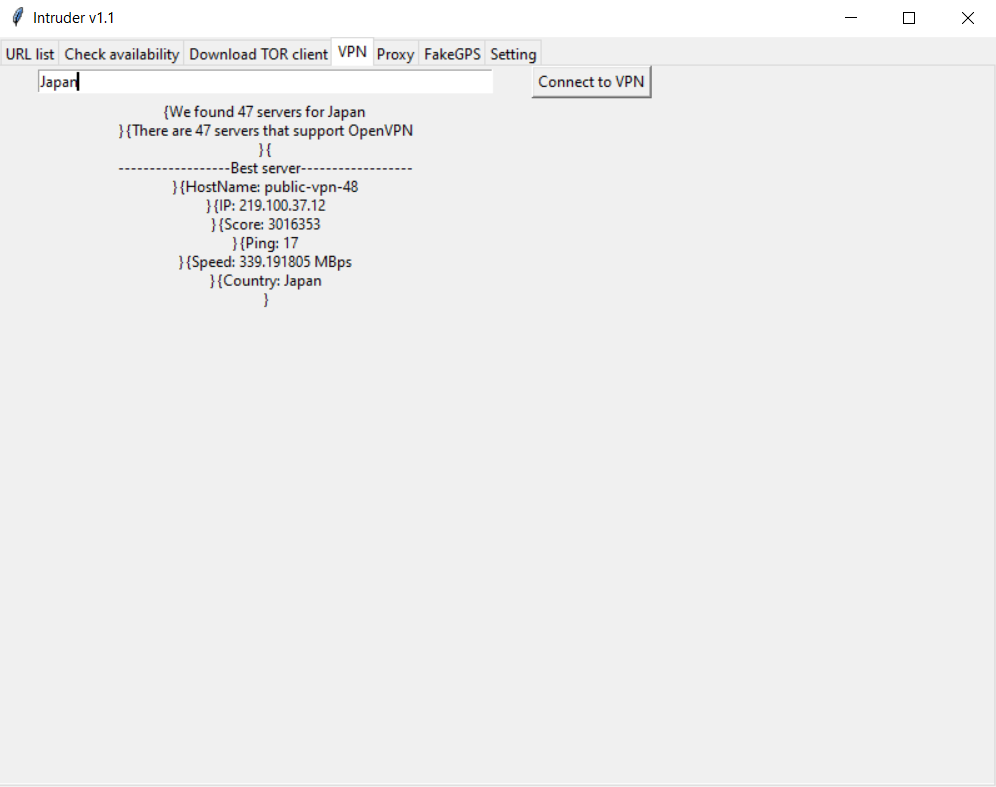 Intruder v1.1
URL list Check availability Download TOR client VPN Proxy FakeGPS Setting
Japan Connect to VPN
{We found 47 servers for Japan
} {There are 47 servers that support OpenVPN
} {
------------------Best server------------------
} {HostName: public-vpn-48
} {IP: 219.100.37.12
} {Score: 3016353
} {Ping: 17
} {Speed: 339.191805 MBps
} {Country: Japan
}